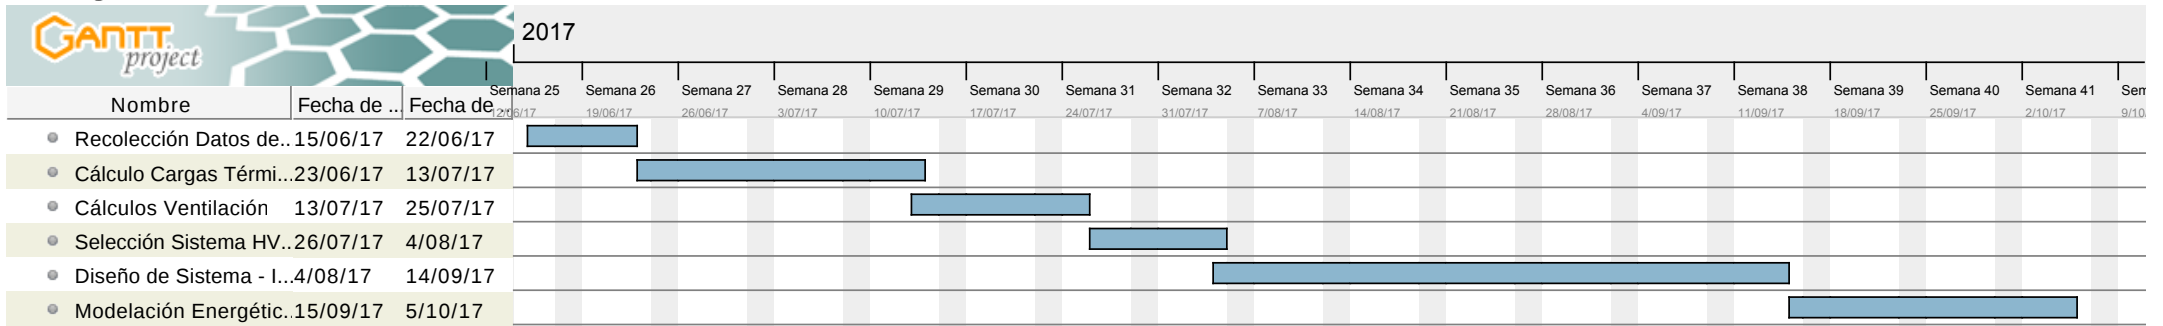 GANTT
project
2017
Semana 25 Semana 26 Semana 27 Semana 28 Semana 29 Semana 30 Semana 31 Semana 32 Semana 33 Semana 34 Semana 35 Semana 36 Semana 37 Semana 38 Semana 39 Semana 40 Semana 41 Sem
Nombre Fecha de ... Fecha de ...
12/06/17 19/06/17 26/06/17 3/07/17 10/07/17 17/07/17 24/07/17 31/07/17 7/08/17 14/08/17 21/08/17 28/08/17 4/09/17 11/09/17 18/09/17 25/09/17 2/10/17 9/10
Recolección Datos de.. 15/06/17 22/06/17
Cálculo Cargas Térmi... 23/06/17 13/07/17
Cálculos Ventilación 13/07/17 25/07/17
Selección Sistema HV.. 26/07/17 4/08/17
Diseño de Sistema - I... 4/08/17 14/09/17
Modelación Energétic.. 15/09/17 5/10/17